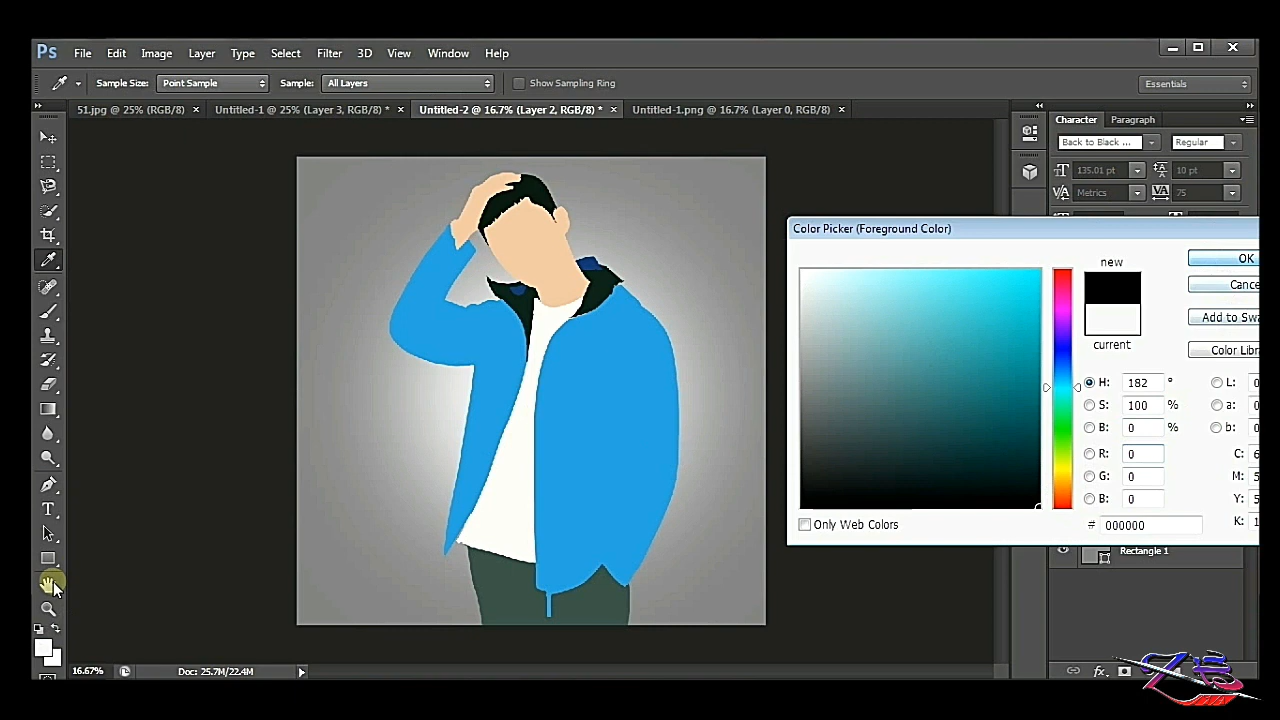 Ps File Edit Image Layer Type Select Filter 3D View Window Help
Sample Size: Point Sample Sample: All Layers Show Sampling Ring Essentials
51.jpg @ 25% (RGB/8) × Untitled-1 @ 25% (Layer 3, RGB/8) * × Untitled-2 @ 16.7% (Layer 2, RGB/8) * × Untitled-1.png @ 16.7% (Layer 0, RGB/8) ×
Character Paragraph
Back to Black ... Regular
135.01 pt 10 pt
Metrics 75
Color Picker (Foreground Color)
new
OK
Cance
Add to Swa
current
Color Libr
H: 182 °
L: 0
S: 100 %
a: 0
B: 0 %
b: 0
R: 0
C: 6
G: 0
M: 5
B: 0
Y: 5
Only Web Colors
# 000000
K: 1
Rectangle 1
16.67% Doc: 25.7M/22.4M
fx